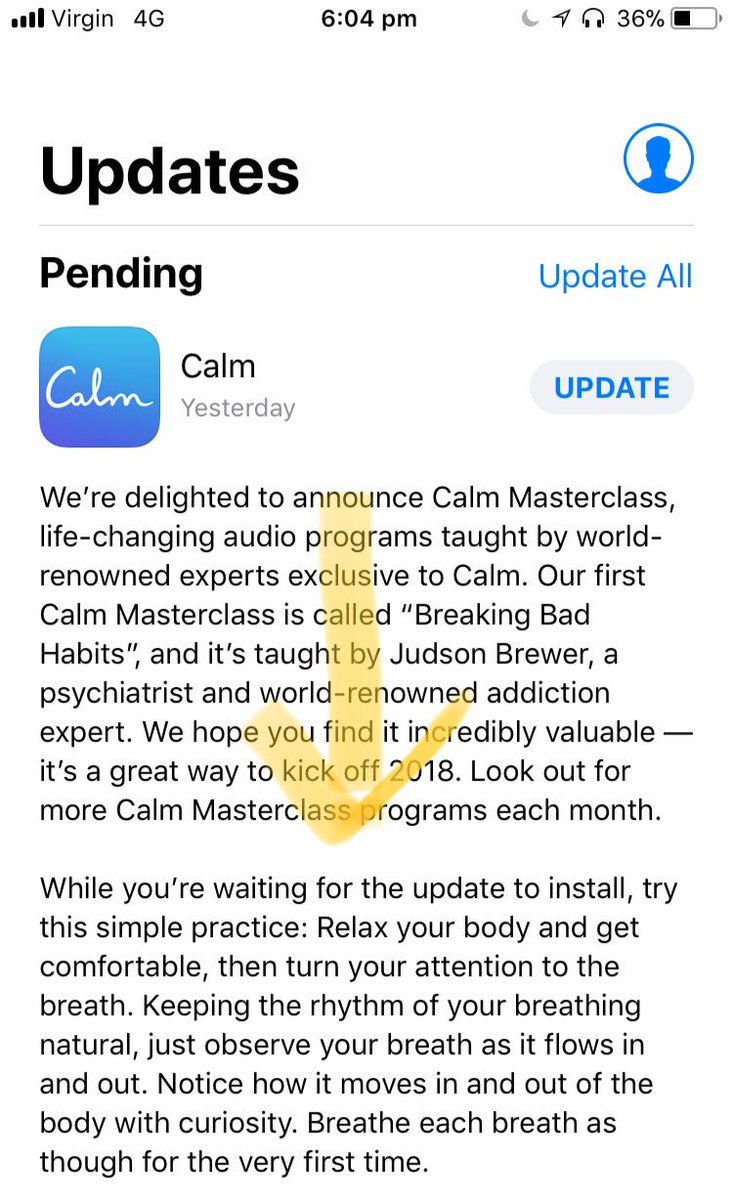 Virgin 4G 6:04 pm 36%
Updates
Pending Update All
Calm
Calm
Yesterday
UPDATE
We’re delighted to announce Calm Masterclass,
life-changing audio programs taught by world-
renowned experts exclusive to Calm. Our first
Calm Masterclass is called “Breaking Bad
Habits”, and it’s taught by Judson Brewer, a
psychiatrist and world-renowned addiction
expert. We hope you find it incredibly valuable —
it’s a great way to kick off 2018. Look out for
more Calm Masterclass programs each month.
While you’re waiting for the update to install, try
this simple practice: Relax your body and get
comfortable, then turn your attention to the
breath. Keeping the rhythm of your breathing
natural, just observe your breath as it flows in
and out. Notice how it moves in and out of the
body with curiosity. Breathe each breath as
though for the very first time.